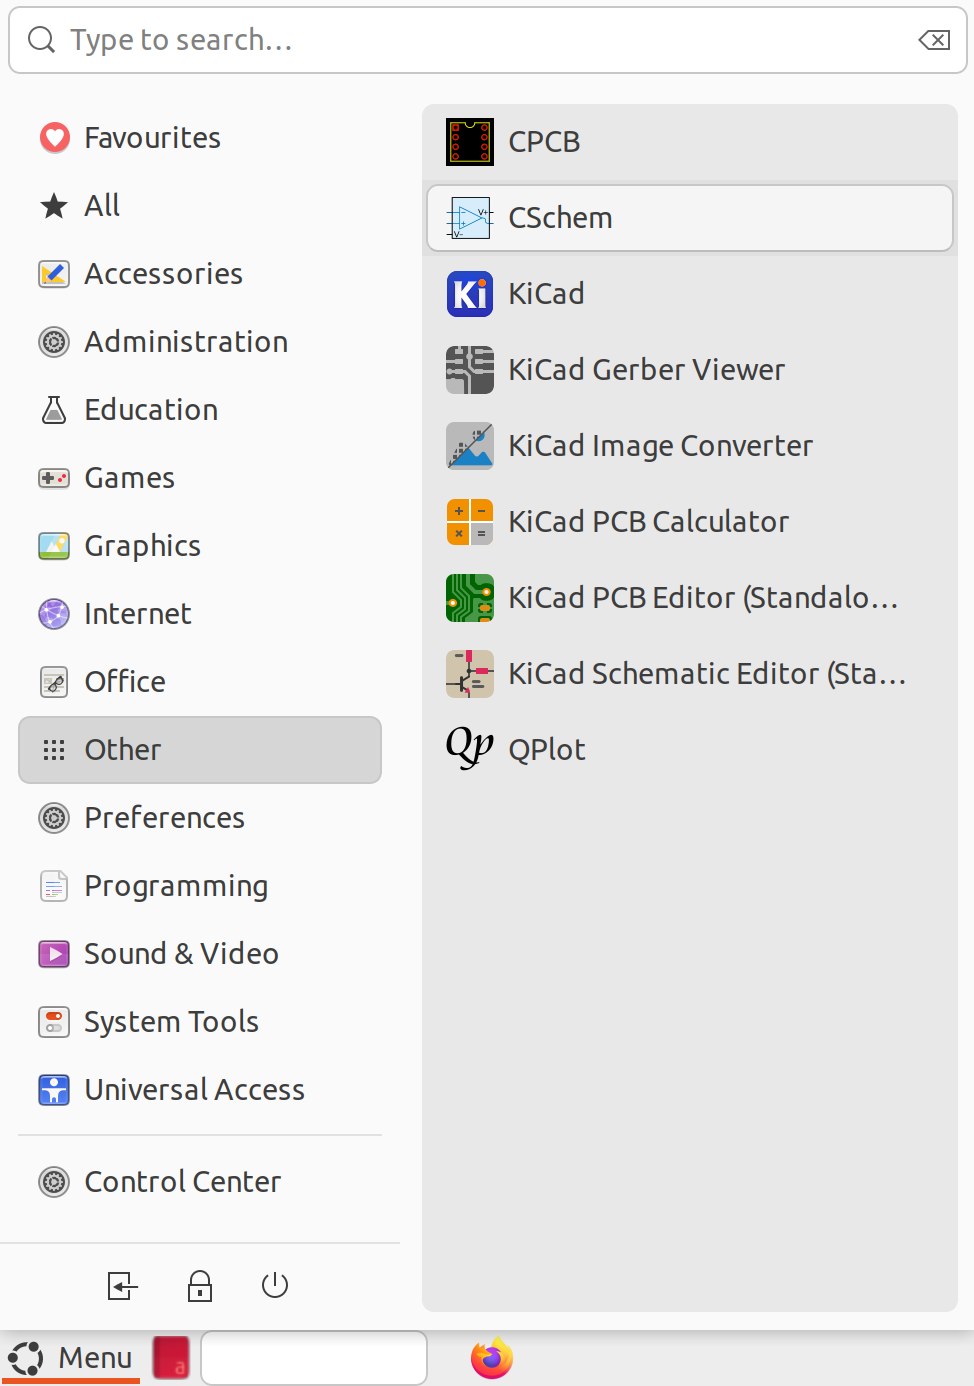 Type to search...
Favourites
All
Accessories
Administration
Education
Games
Graphics
Internet
Office
Other
Preferences
Programming
Sound & Video
System Tools
Universal Access
Control Center
CPCB
V+
V-
CSchem
Ki
KiCad
KiCad Gerber Viewer
KiCad Image Converter
KiCad PCB Calculator
KiCad PCB Editor (Standalo...
KiCad Schematic Editor (Sta...
Qp
QPlot
Menu
a